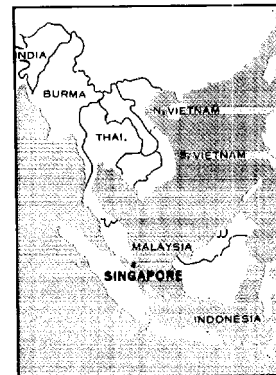 INDIA
BURMA
N. VIETNAM
THAI.
S. VIETNAM
MALAYSIA
SINGAPORE
INDONESIA